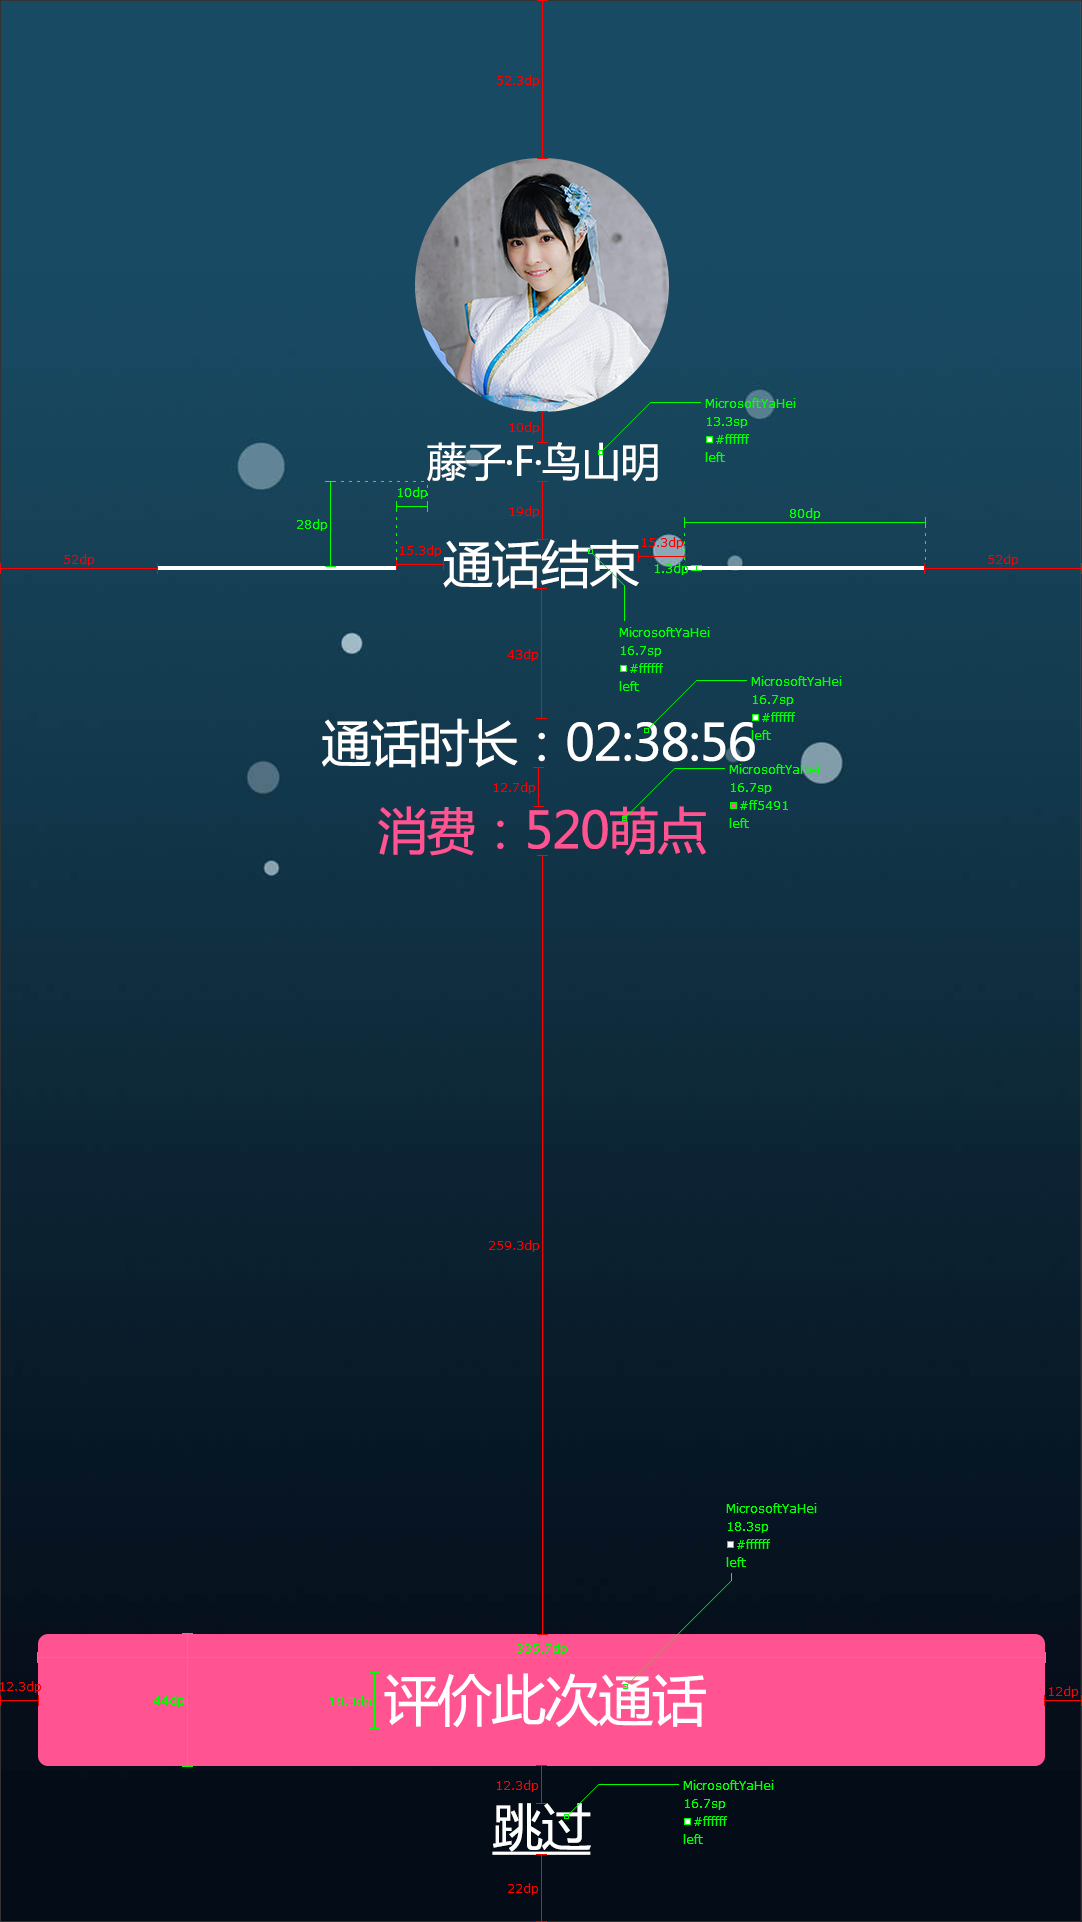 52.3dp
MicrosoftYaHei
10dp
13.3sp
#ffffff
left
藤子·F·鸟山明
10dp
19dp
80dp
28dp
15.3dp
15.3dp
52dp
通话结束
52dp
1.3dp
MicrosoftYaHei
16.7sp
#ffffff
left
43dp
MicrosoftYaHei
16.7sp
#ffffff
left
通话时长：02:38:56
MicrosoftYaHei
12.7dp
16.7sp
#ff5491
left
消费：520萌点
259.3dp
MicrosoftYaHei
18.3sp
#ffffff
left
335.7dp
12.3dp
44dp
评价此次通话
12dp
12.3dp
MicrosoftYaHei
16.7sp
#ffffff
left
跳过
22dp